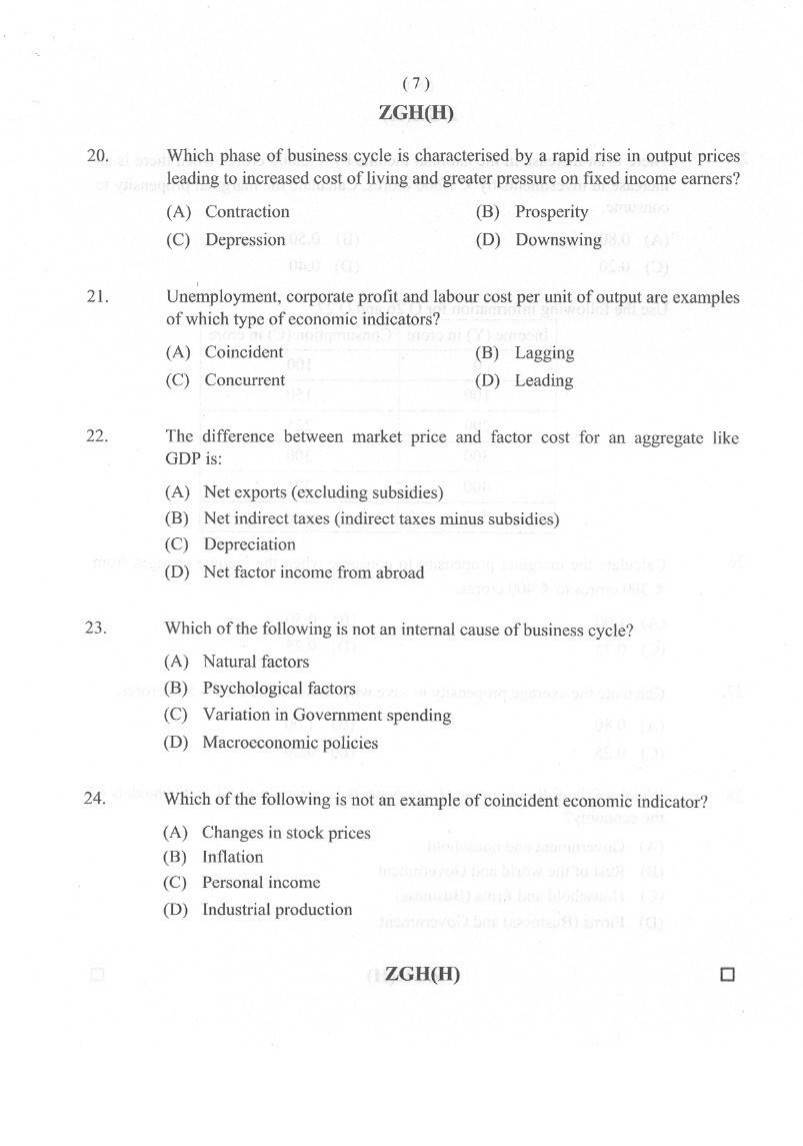 ( 7 )
ZGH(H)
20. Which phase of business cycle is characterised by a rapid rise in output prices
leading to increased cost of living and greater pressure on fixed income earners?
(A) Contraction (B) Prosperity
(C) Depression (D) Downswing
21. Unemployment, corporate profit and labour cost per unit of output are examples
of which type of economic indicators?
(A) Coincident (B) Lagging
(C) Concurrent (D) Leading
22. The difference between market price and factor cost for an aggregate like
GDP is:
(A) Net exports (excluding subsidies)
(B) Net indirect taxes (indirect taxes minus subsidies)
(C) Depreciation
(D) Net factor income from abroad
23. Which of the following is not an internal cause of business cycle?
(A) Natural factors
(B) Psychological factors
(C) Variation in Government spending
(D) Macroeconomic policies
24. Which of the following is not an example of coincident economic indicator?
(A) Changes in stock prices
(B) Inflation
(C) Personal income
(D) Industrial production
ZGH(H)